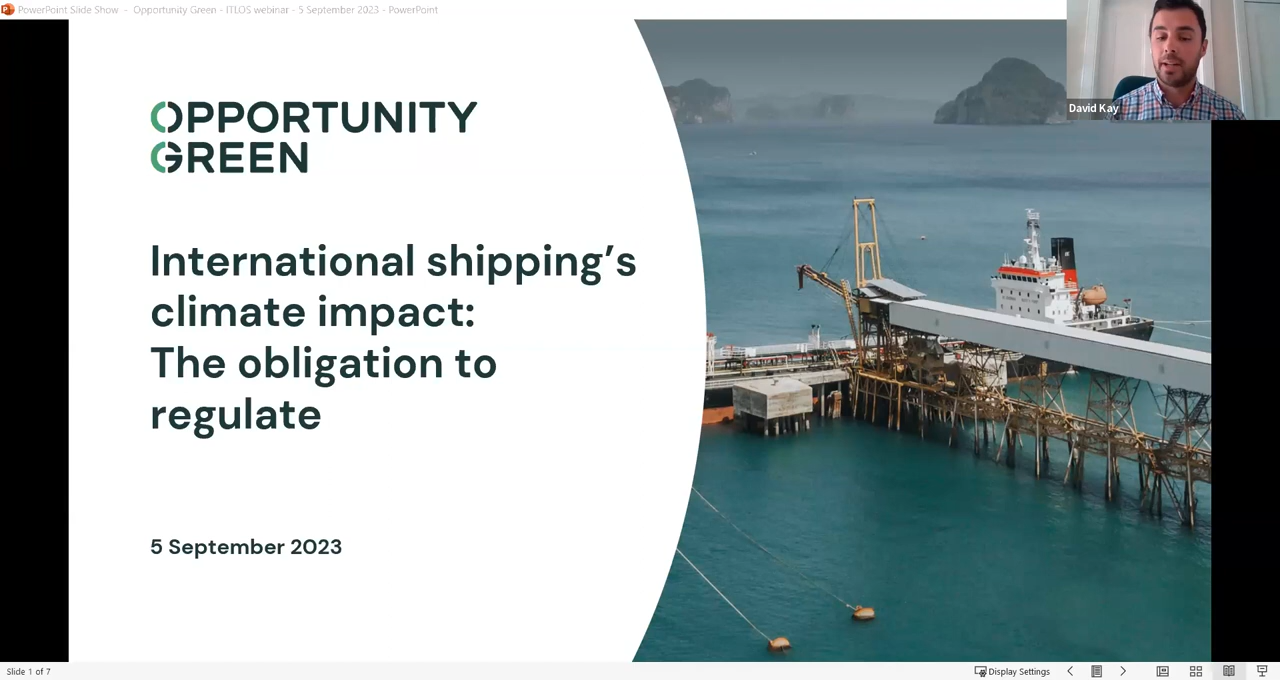 PowerPoint Slide Show - Opportunity Green - ITLOS webinar - 5 September 2023 - PowerPoint
David Kay
OPPORTUNITY
GREEN
International shipping’s
climate impact:
The obligation to
regulate
5 September 2023
Slide 1 of 7
Display Settings